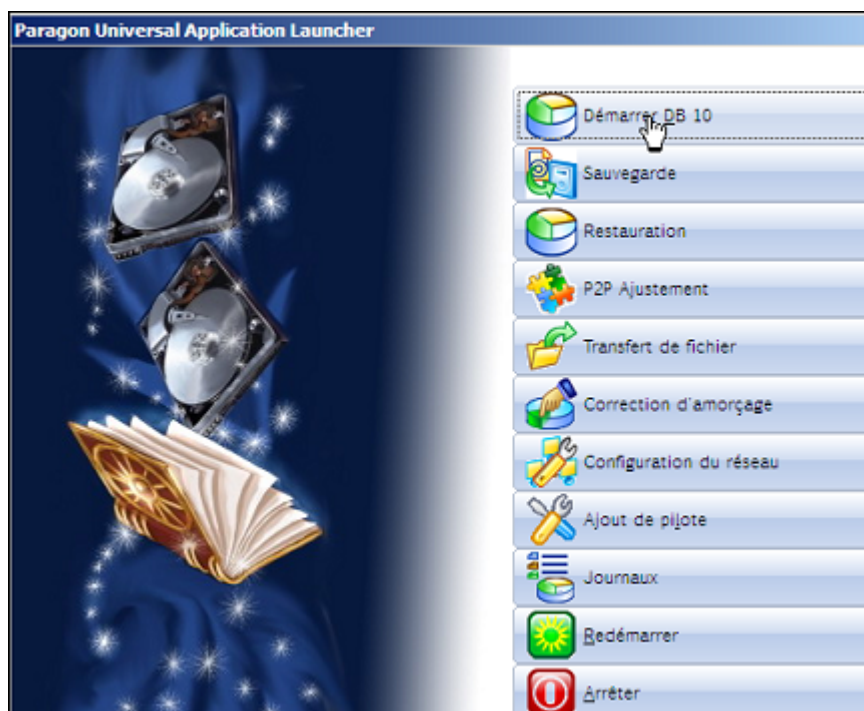 Paragon Universal Application Launcher
Démarrer DB 10
Sauvegarde
Restauration
P2P Ajustement
Transfert de fichier
Correction d'amorçage
Configuration du réseau
Ajout de pilote
Journaux
Redémarrer
Arrêter